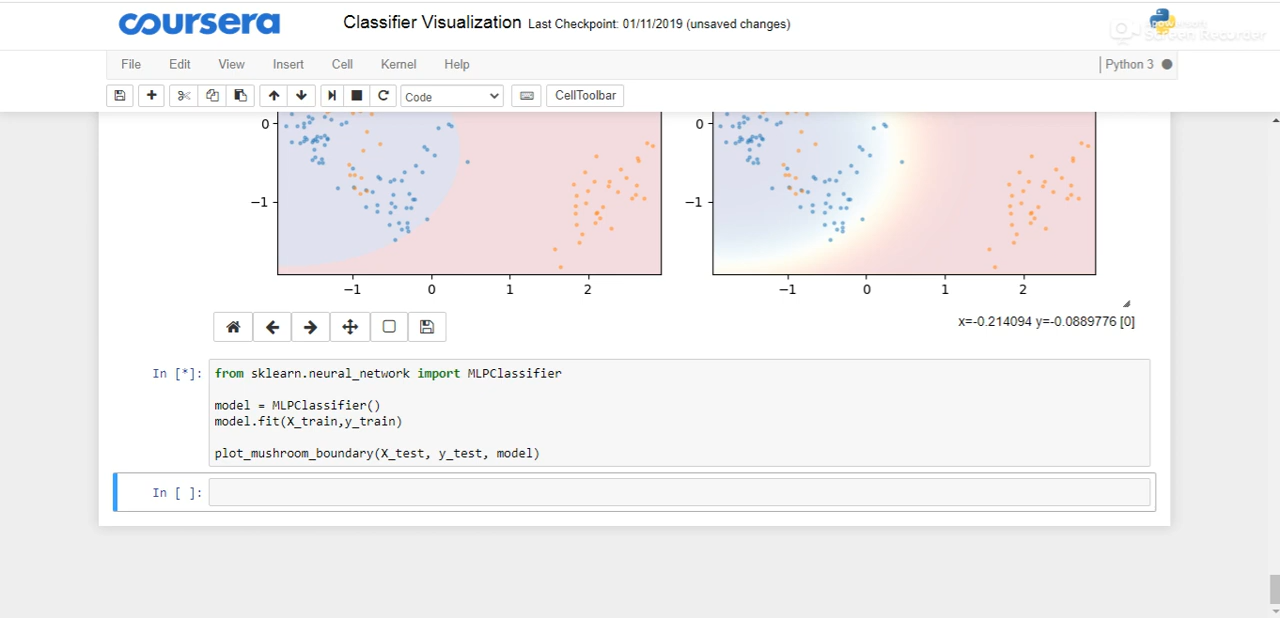 coursera
Classifier Visualization Last Checkpoint: 01/11/2019 (unsaved changes)
Screen Recorder
File Edit View Insert Cell Kernel Help
Python 3
Code
CellToolbar
0
−1
−1 0 1 2
0
−1
−1 0 1 2
x=-0.214094 y=-0.0889776 [0]
In [*]:
from sklearn.neural_network import MLPClassifier
model = MLPClassifier()
model.fit(X_train,y_train)
plot_mushroom_boundary(X_test, y_test, model)
In [ ]: